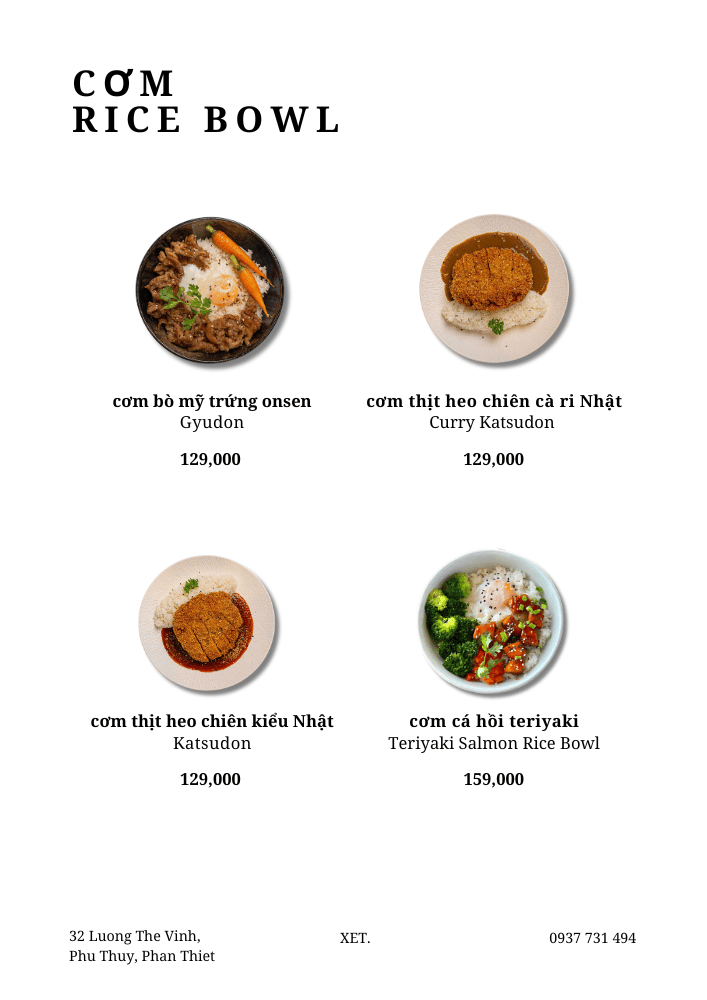 CƠM
RICE BOWL
cơm bò mỹ trứng onsen
Gyudon
129,000
cơm thịt heo chiên cà ri Nhật
Curry Katsudon
129,000
cơm thịt heo chiên kiểu Nhật
Katsudon
129,000
cơm cá hồi teriyaki
Teriyaki Salmon Rice Bowl
159,000
32 Luong The Vinh,
Phu Thuy, Phan Thiet
XET.
0937 731 494